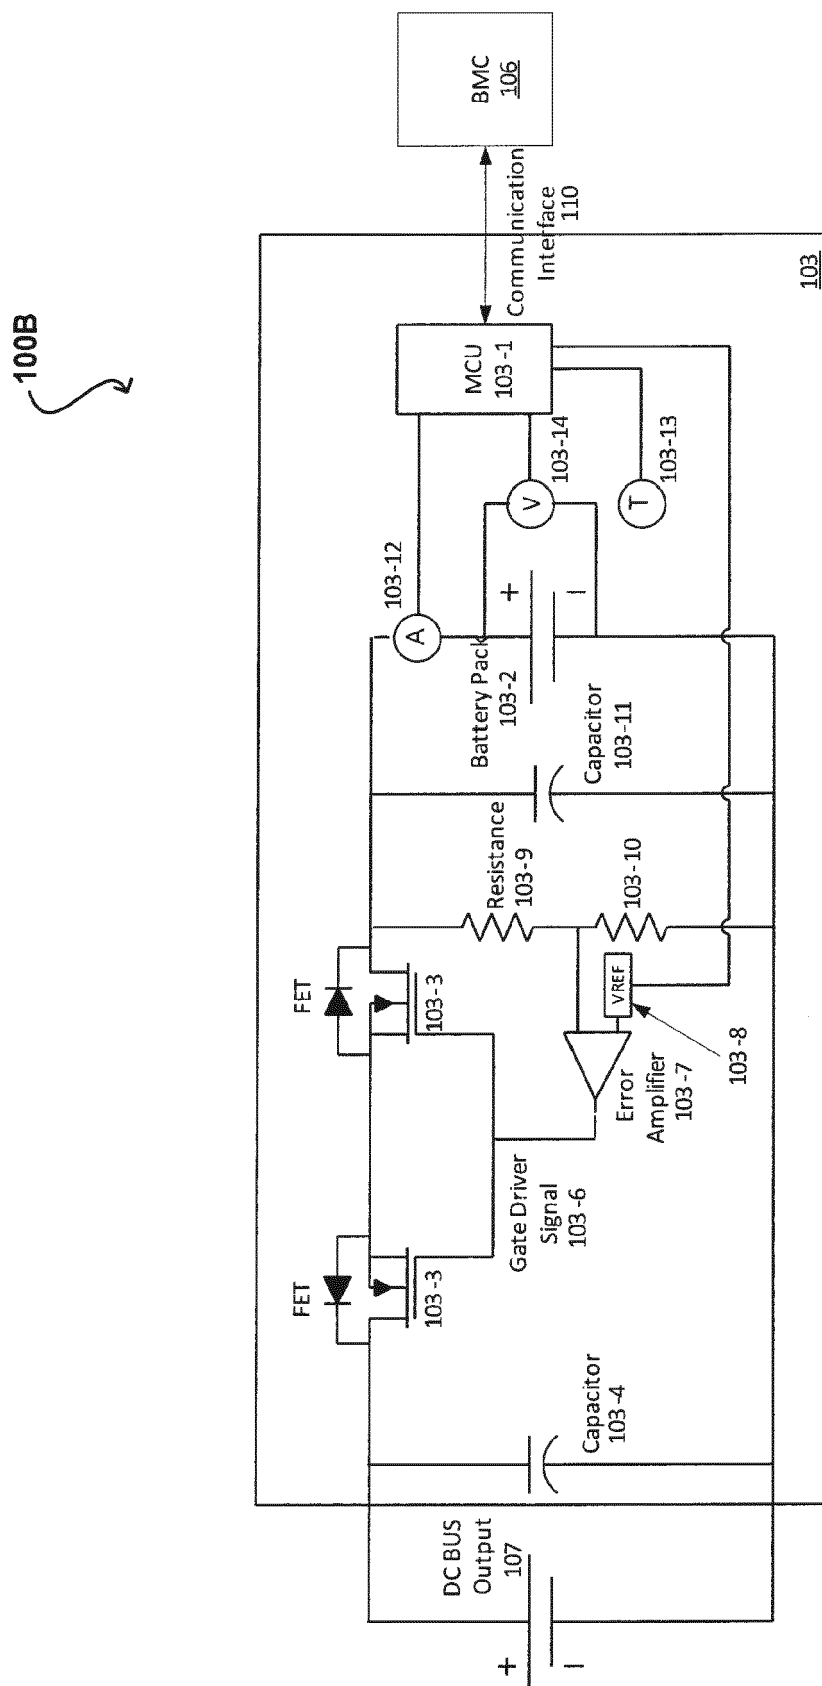 100B
BMC
106
Communication
Interface
110
103
MCU
103-1
103-12
A
V
103-14
T
103-13
Battery Pack
103-2
+
−
Capacitor
103-11
Resistance
103-9
103-10
FET
103-3
VREF
103-8
Error
Amplifier
103-7
Gate Driver
Signal
103-6
FET
103-3
Capacitor
103-4
DC BUS
Output
107
+
−